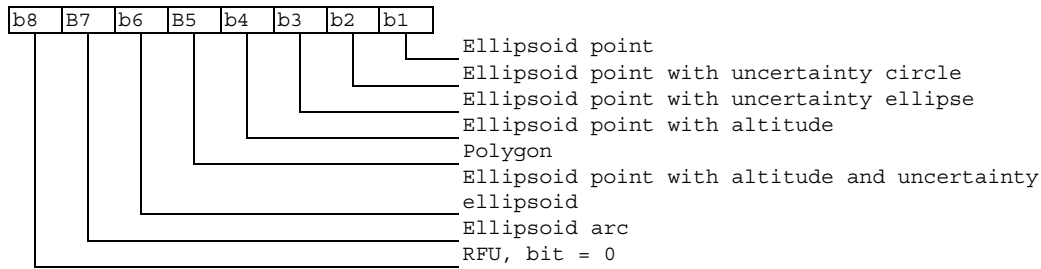 b8 B7 b6 B5 b4 b3 b2 b1
Ellipsoid point
Ellipsoid point with uncertainty circle
Ellipsoid point with uncertainty ellipse
Ellipsoid point with altitude
Polygon
Ellipsoid point with altitude and uncertainty
ellipsoid
Ellipsoid arc
RFU, bit = 0